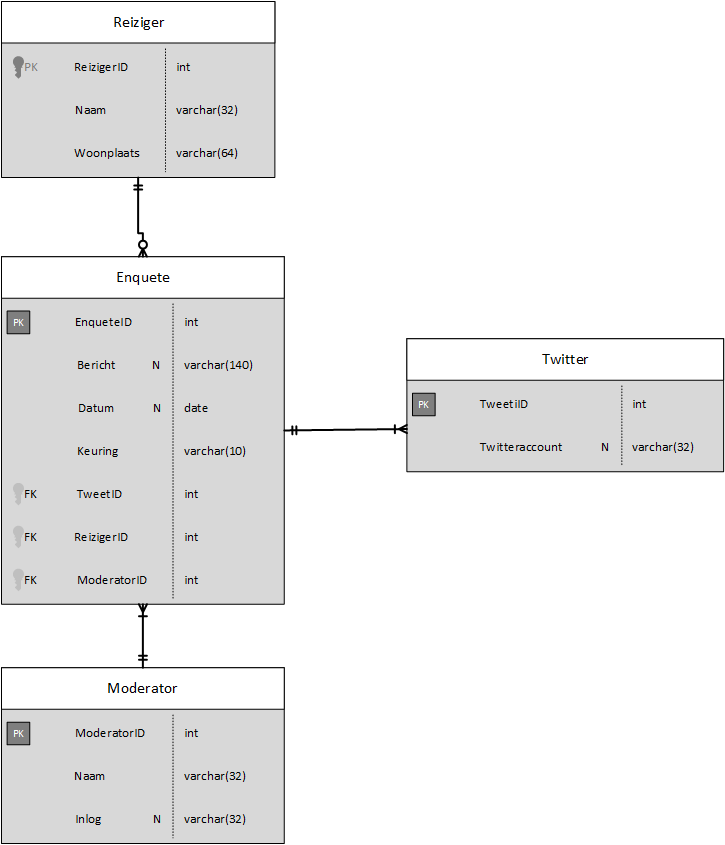 Reiziger
PK ReizigerID int
Naam varchar(32)
Woonplaats varchar(64)
Enquete
PK EnqueteID int
Bericht N varchar(140)
Datum N date
Keuring varchar(10)
FK TweetID int
FK ReizigerID int
FK ModeratorID int
Twitter
PK TweetiID int
Twitteraccount N varchar(32)
Moderator
PK ModeratorID int
Naam varchar(32)
Inlog N varchar(32)